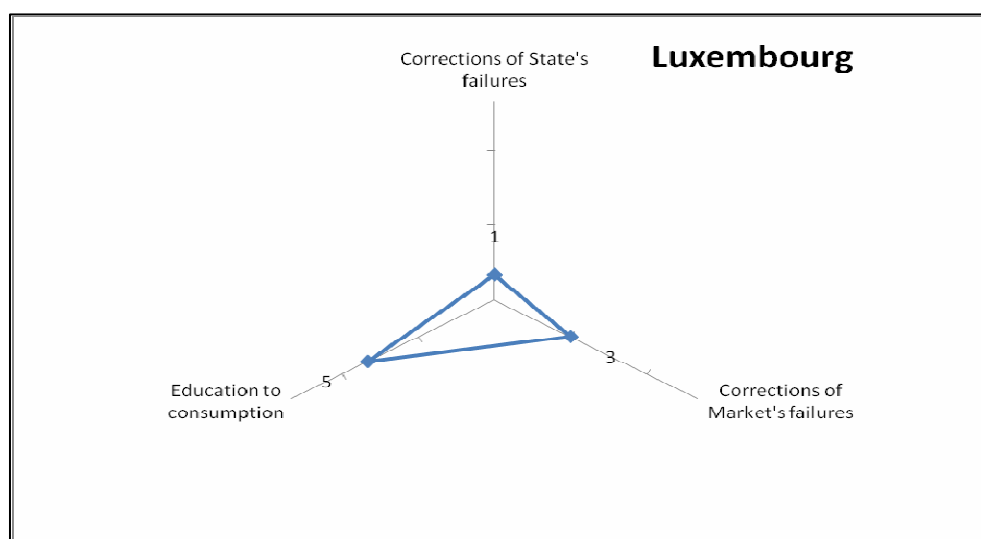 Luxembourg
Corrections of State's
failures
1
3
5
Education to
consumption
Corrections of
Market's failures